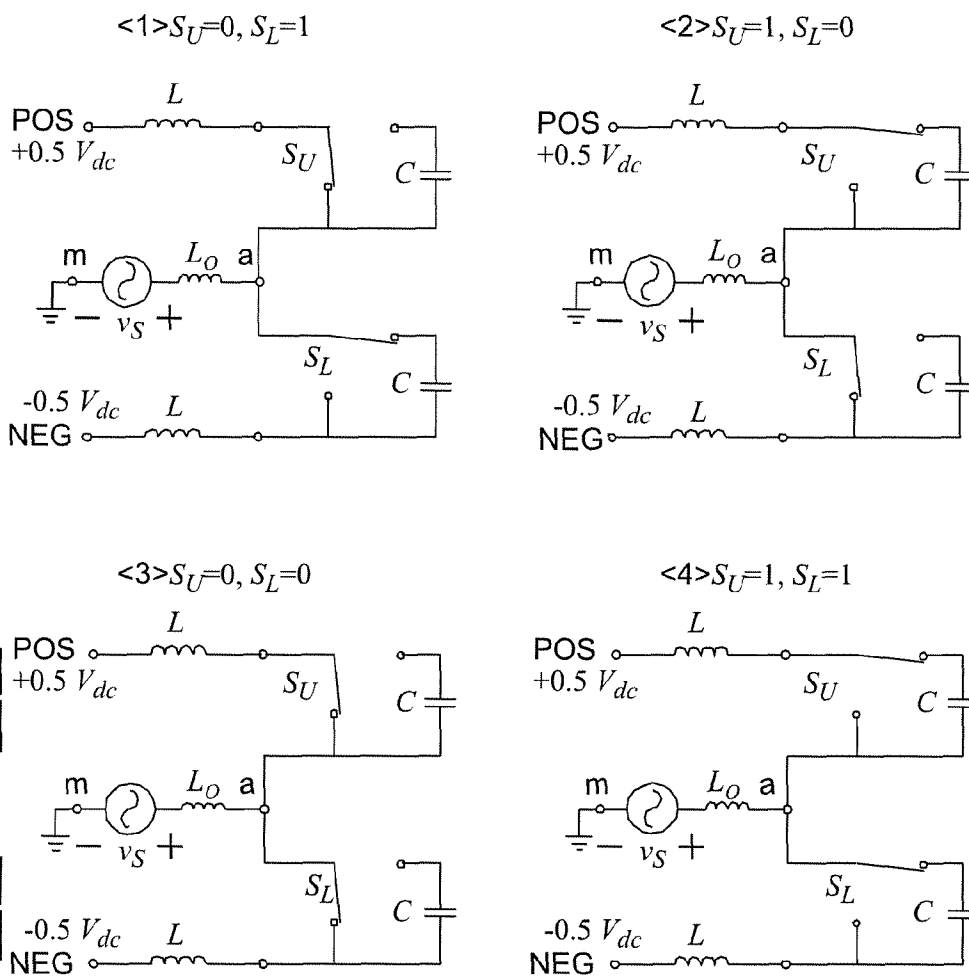 <1>S_U=0, S_L=1
L
POS
+0.5 V_dc
S_U
C
m
L_O
a
− v_S +
S_L
C
-0.5 V_dc
L
NEG
<2>S_U=1, S_L=0
L
POS
+0.5 V_dc
S_U
C
m
L_O
a
− v_S +
S_L
C
-0.5 V_dc
L
NEG
<3>S_U=0, S_L=0
L
POS
+0.5 V_dc
S_U
C
m
L_O
a
− v_S +
S_L
C
-0.5 V_dc
L
NEG
<4>S_U=1, S_L=1
L
POS
+0.5 V_dc
S_U
C
m
L_O
a
− v_S +
S_L
C
-0.5 V_dc
L
NEG